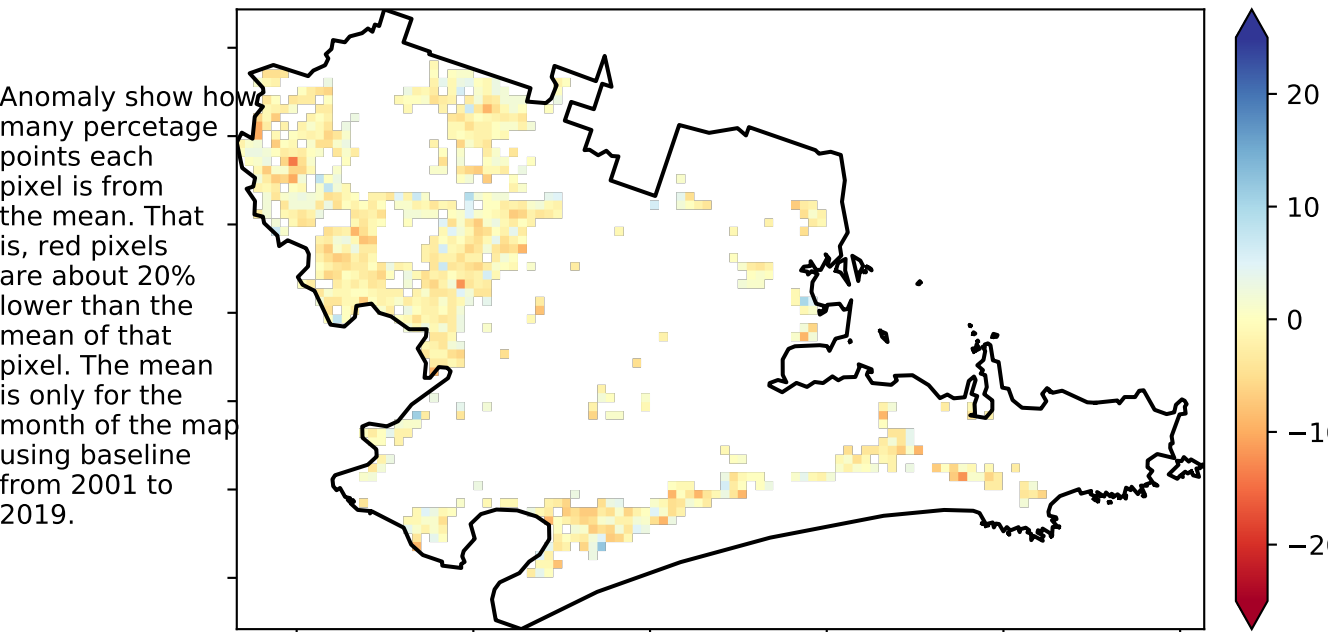 Anomaly show how
many percetage
points each
pixel is from
the mean. That
is, red pixels
are about 20%
lower than the
mean of that
pixel. The mean
is only for the
month of the map
using baseline
from 2001 to
2019.
20
10
0
−10
−20